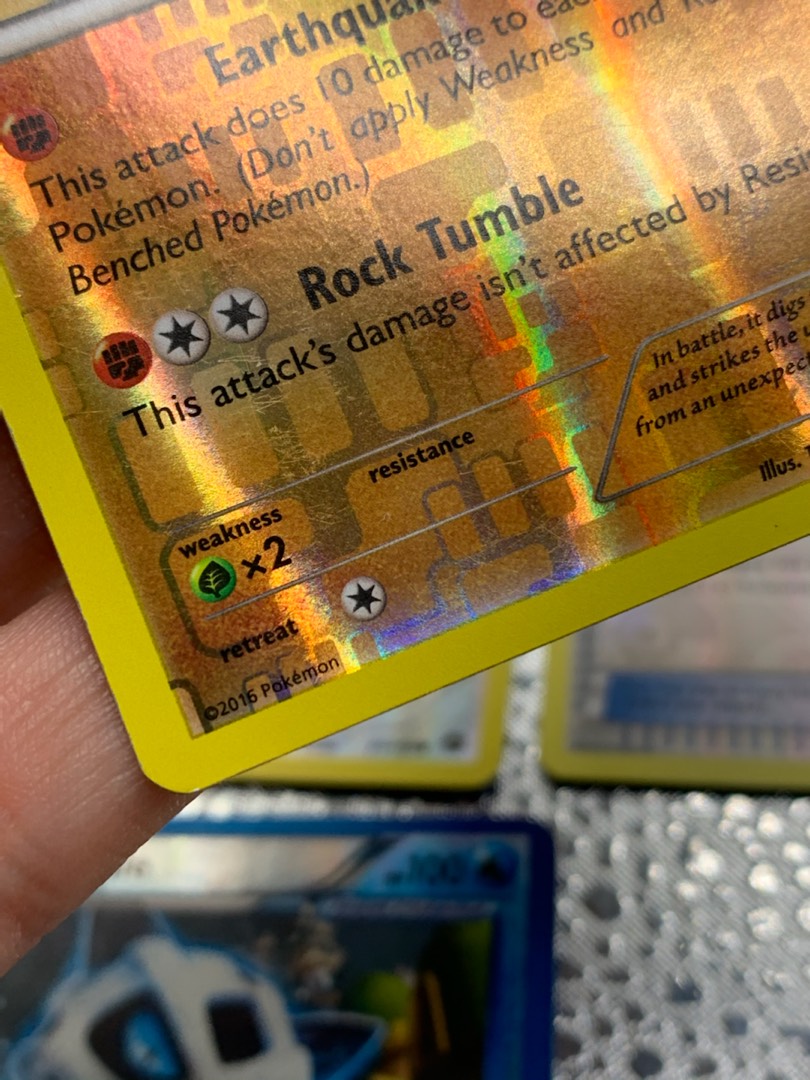 Earthquak
This attack does 10 damage to eac
Pokémon. (Don't apply Weakness and R
Benched Pokémon.)
Rock Tumble
This attack's damage isn't affected by Resi
In battle, it digs
and strikes the
from an unexpec
resistance
Illus.
weakness
×2
retreat
©2016 Pokémon
100